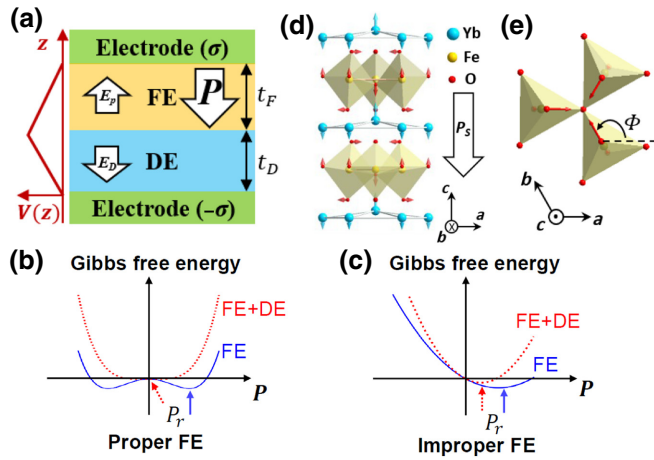 (a)
z
Electrode (σ)
E_p
FE
P
t_F
E_D
DE
t_D
V(z)
Electrode (–σ)
(d)
Yb
Fe
O
P_s
c
b
a
(e)
Φ
b
c
a
(b)
Gibbs free energy
FE+DE
FE
P
P_r
Proper FE
(c)
Gibbs free energy
FE+DE
FE
P
P_r
Improper FE